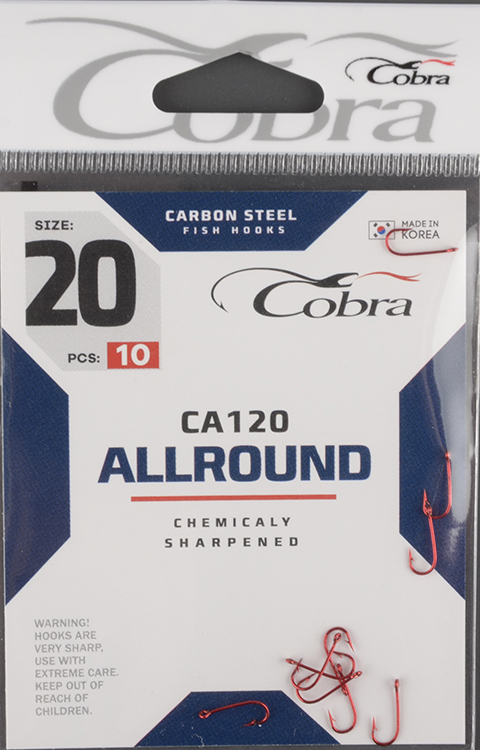 Cobra
Cobra
SIZE:
20
PCS: 10
CARBON STEEL
FISH HOOKS
MADE IN
KOREA
Cobra
CA120
ALLROUND
CHEMICALY
SHARPENED
WARNING!
HOOKS ARE
VERY SHARP,
USE WITH
EXTREME CARE.
KEEP OUT OF
REACH OF
CHILDREN.